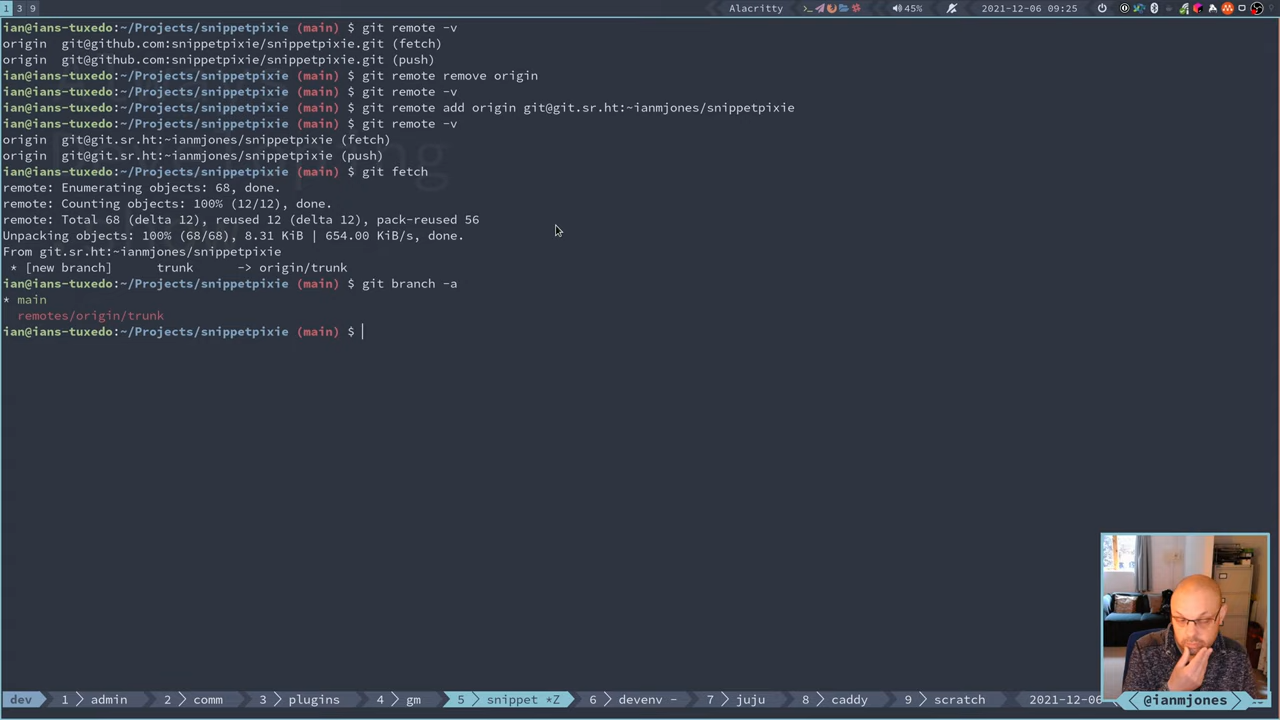 1 3 9 Alacritty 45% 2021-12-06 09:25
ian@ians-tuxedo:~/Projects/snippetpixie (main) $ git remote -v
origin git@github.com:snippetpixie/snippetpixie.git (fetch)
origin git@github.com:snippetpixie/snippetpixie.git (push)
ian@ians-tuxedo:~/Projects/snippetpixie (main) $ git remote remove origin
ian@ians-tuxedo:~/Projects/snippetpixie (main) $ git remote -v
ian@ians-tuxedo:~/Projects/snippetpixie (main) $ git remote add origin git@git.sr.ht:~ianmjones/snippetpixie
ian@ians-tuxedo:~/Projects/snippetpixie (main) $ git remote -v
origin git@git.sr.ht:~ianmjones/snippetpixie (fetch)
origin git@git.sr.ht:~ianmjones/snippetpixie (push)
ian@ians-tuxedo:~/Projects/snippetpixie (main) $ git fetch
remote: Enumerating objects: 68, done.
remote: Counting objects: 100% (12/12), done.
remote: Total 68 (delta 12), reused 12 (delta 12), pack-reused 56
Unpacking objects: 100% (68/68), 8.31 KiB | 654.00 KiB/s, done.
From git.sr.ht:~ianmjones/snippetpixie
* [new branch] trunk -> origin/trunk
ian@ians-tuxedo:~/Projects/snippetpixie (main) $ git branch -a
* main
remotes/origin/trunk
ian@ians-tuxedo:~/Projects/snippetpixie (main) $
dev 1 admin 2 comm 3 plugins 4 gm 5 snippet *Z 6 devenv - 7 juju 8 caddy 9 scratch 2021-12-06 @ianmjones